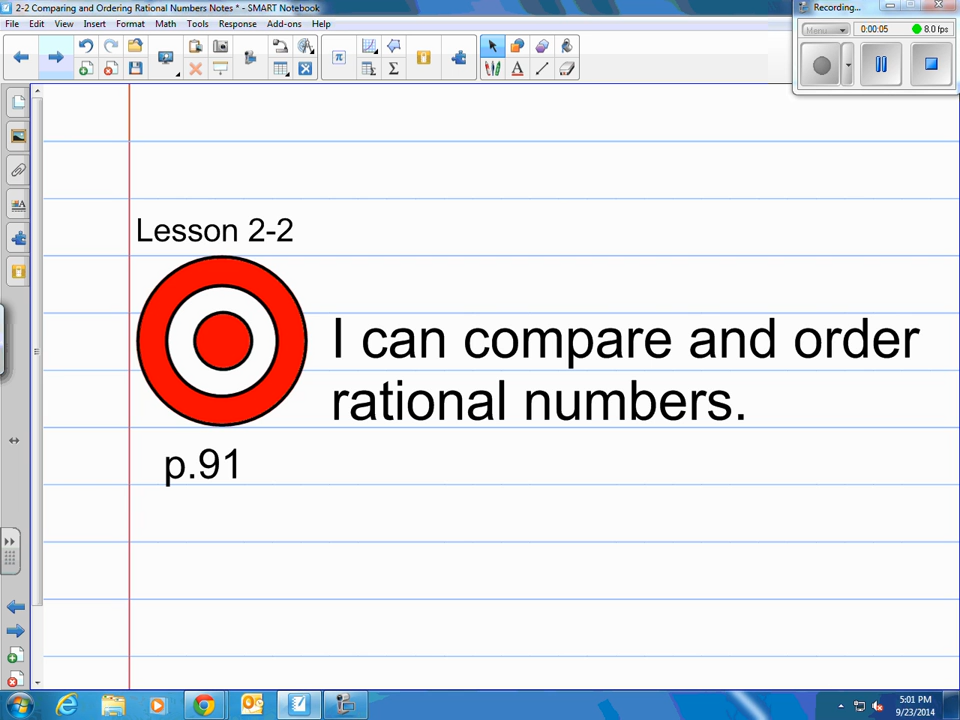 2-2 Comparing and Ordering Rational Numbers Notes * - SMART Notebook
File Edit View Insert Format Math Tools Response Add-ons Help
Recording...
Menu 0:00:05 8.0 fps
Lesson 2-2
I can compare and order
rational numbers.
p.91
5:01 PM
9/23/2014